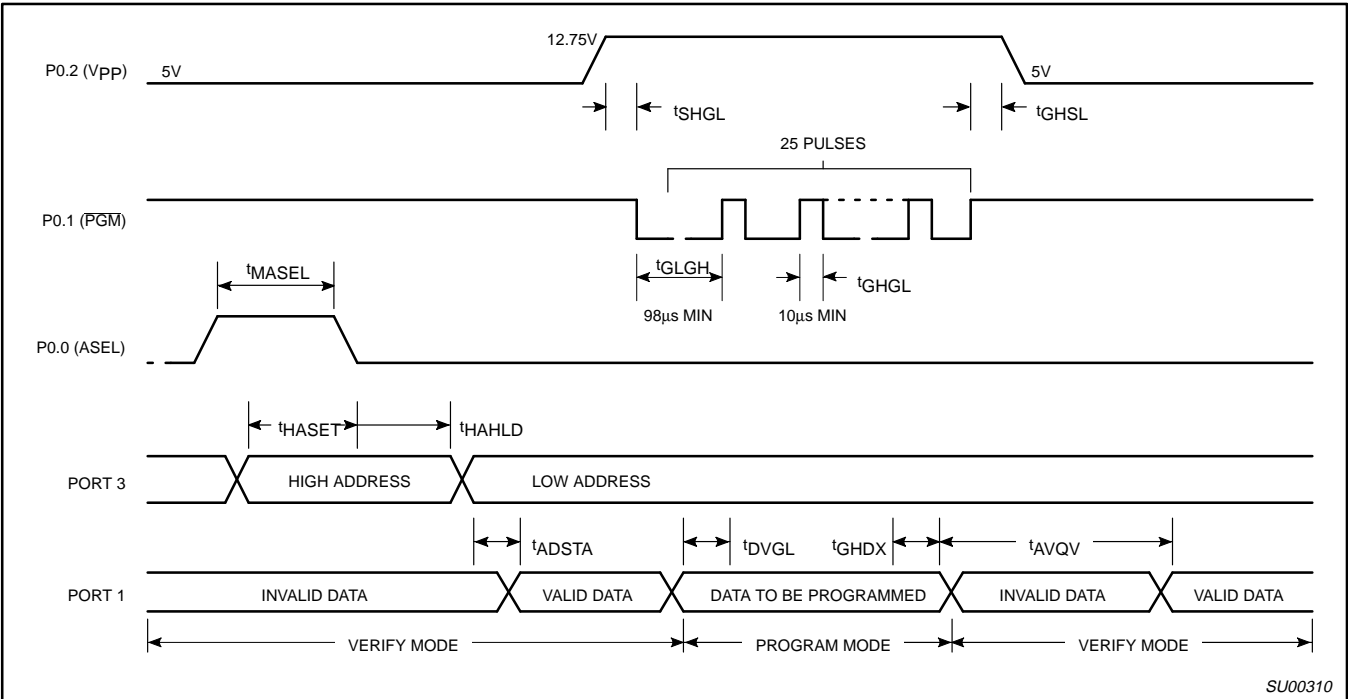 12.75V
P0.2 (VPP)
5V
5V
tSHGL
tGHSL
25 PULSES
P0.1 (PGM)
tMASEL
tGLGH
tGHGL
98µs MIN
10µs MIN
P0.0 (ASEL)
tHASET
tHAHLD
PORT 3
HIGH ADDRESS
LOW ADDRESS
tADSTA
tDVGL
tGHDX
tAVQV
PORT 1
INVALID DATA
VALID DATA
DATA TO BE PROGRAMMED
INVALID DATA
VALID DATA
VERIFY MODE
PROGRAM MODE
VERIFY MODE
SU00310